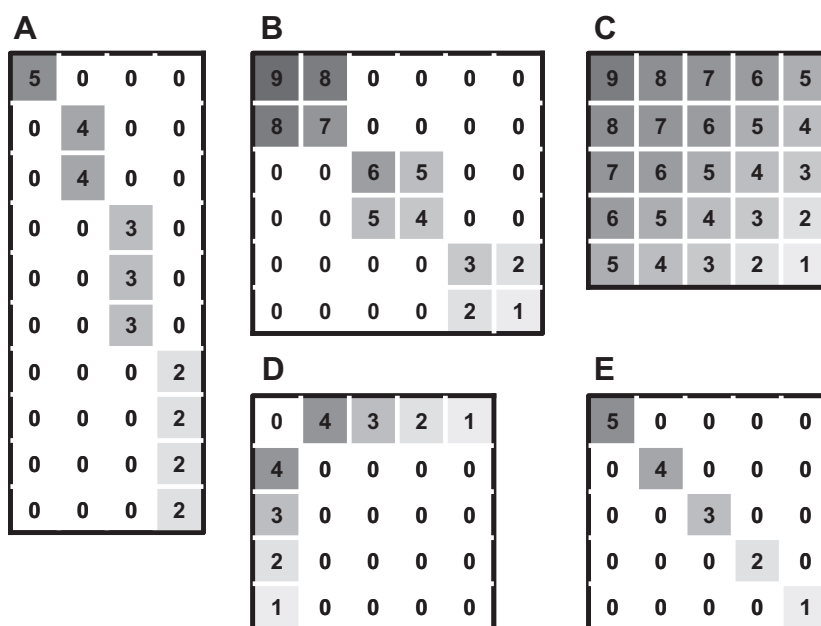 A
5 0 0 0
0 4 0 0
0 4 0 0
0 0 3 0
0 0 3 0
0 0 3 0
0 0 0 2
0 0 0 2
0 0 0 2
0 0 0 2
B
9 8 0 0 0 0
8 7 0 0 0 0
0 0 6 5 0 0
0 0 5 4 0 0
0 0 0 0 3 2
0 0 0 0 2 1
C
9 8 7 6 5
8 7 6 5 4
7 6 5 4 3
6 5 4 3 2
5 4 3 2 1
D
0 4 3 2 1
4 0 0 0 0
3 0 0 0 0
2 0 0 0 0
1 0 0 0 0
E
5 0 0 0 0
0 4 0 0 0
0 0 3 0 0
0 0 0 2 0
0 0 0 0 1